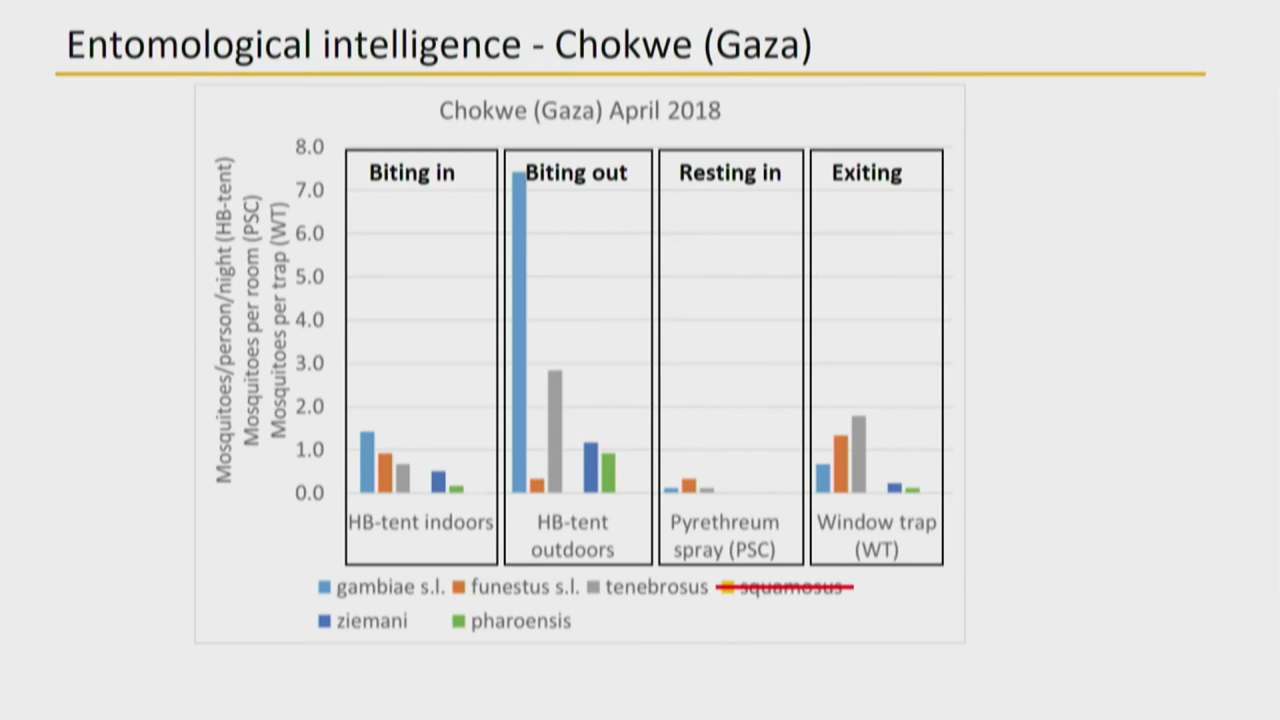 Entomological intelligence - Chokwe (Gaza)
Chokwe (Gaza) April 2018
Mosquitoes/person/night (HB-tent)
Mosquitoes per room (PSC)
Mosquitoes per trap (WT)
8.0
7.0
6.0
5.0
4.0
3.0
2.0
1.0
0.0
Biting in
Biting out
Resting in
Exiting
HB-tent indoors
HB-tent
outdoors
Pyrethreum
spray (PSC)
Window trap
(WT)
gambiae s.l. funestus s.l. tenebrosus squamosus
ziemani pharoensis